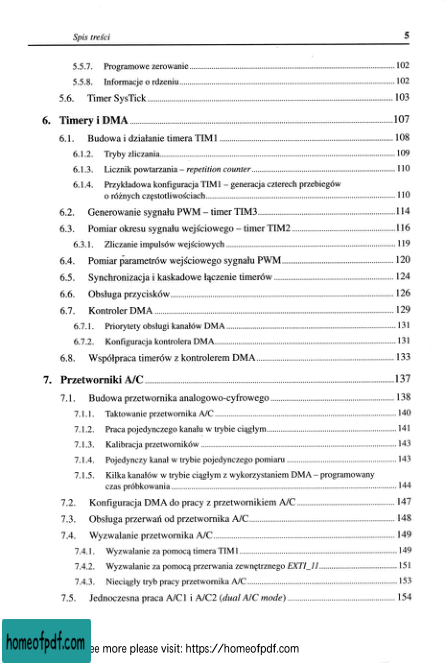 Spis treści 5
5.5.7. Programowe zerowanie 102
5.5.8. Informacje o rdzeniu 102
5.6. Timer SysTick 103
6. Timery i DMA 107
6.1. Budowa i działanie timera TIM1 108
6.1.2. Tryby zliczania 109
6.1.3. Licznik powtarzania – repetition counter 110
6.1.4. Przykładowa konfiguracja TIM1 – generacja czterech przebiegów
o różnych częstotliwościach 110
6.2. Generowanie sygnału PWM – timer TIM3 114
6.3. Pomiar okresu sygnału wejściowego – timer TIM2 116
6.3.1. Zliczanie impulsów wejściowych 119
6.4. Pomiar parametrów wejściowego sygnału PWM 120
6.5. Synchronizacja i kaskadowe łączenie timerów 124
6.6. Obsługa przycisków 126
6.7. Kontroler DMA 129
6.7.1. Priorytety obsługi kanałów DMA 131
6.7.2. Konfiguracja kontrolera DMA 131
6.8. Współpraca timerów z kontrolerem DMA 133
7. Przetworniki A/C 137
7.1. Budowa przetwornika analogowo-cyfrowego 138
7.1.1. Taktowanie przetwornika A/C 140
7.1.2. Praca pojedynczego kanału w trybie ciągłym 141
7.1.3. Kalibracja przetworników 143
7.1.4. Pojedynczy kanał w trybie pojedynczego pomiaru 143
7.1.5. Kilka kanałów w trybie ciągłym z wykorzystaniem DMA – programowany
czas próbkowania 144
7.2. Konfiguracja DMA do pracy z przetwornikiem A/C 147
7.3. Obsługa przerwań od przetwornika A/C 148
7.4. Wyzwalanie przetwornika A/C 149
7.4.1. Wyzwalanie za pomocą timera TIM1 149
7.4.2. Wyzwalanie za pomocą przerwania zewnętrznego EXTI_11 151
7.4.3. Nieciągły tryb pracy przetwornika A/C 153
7.5. Jednoczesna praca A/C1 i A/C2 (dual A/C mode) 154
homeofpdf.com
ee more please visit: https://homeofpdf.com